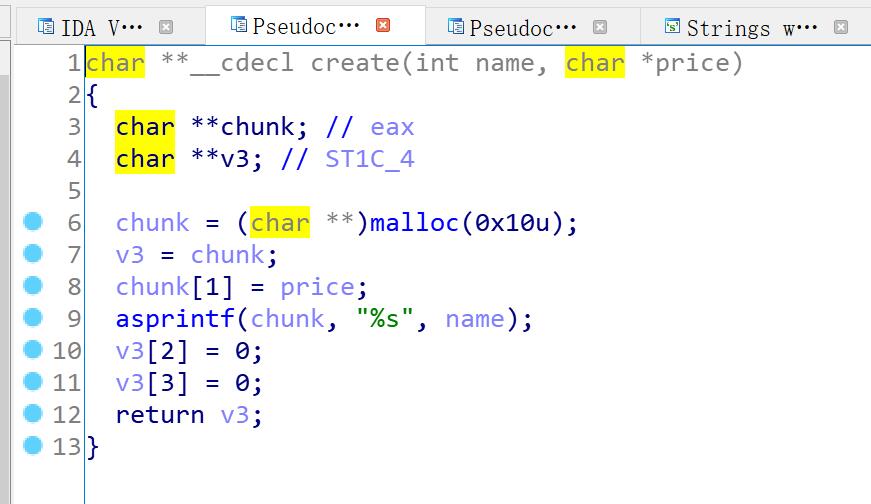 IDA V··· Pseudoc··· Pseudoc··· Strings w···
1 char **__cdecl create(int name, char *price)
2 {
3   char **chunk; // eax
4   char **v3; // ST1C_4
5
6   chunk = (char **)malloc(0x10u);
7   v3 = chunk;
8   chunk[1] = price;
9   asprintf(chunk, "%s", name);
10   v3[2] = 0;
11   v3[3] = 0;
12   return v3;
13 }